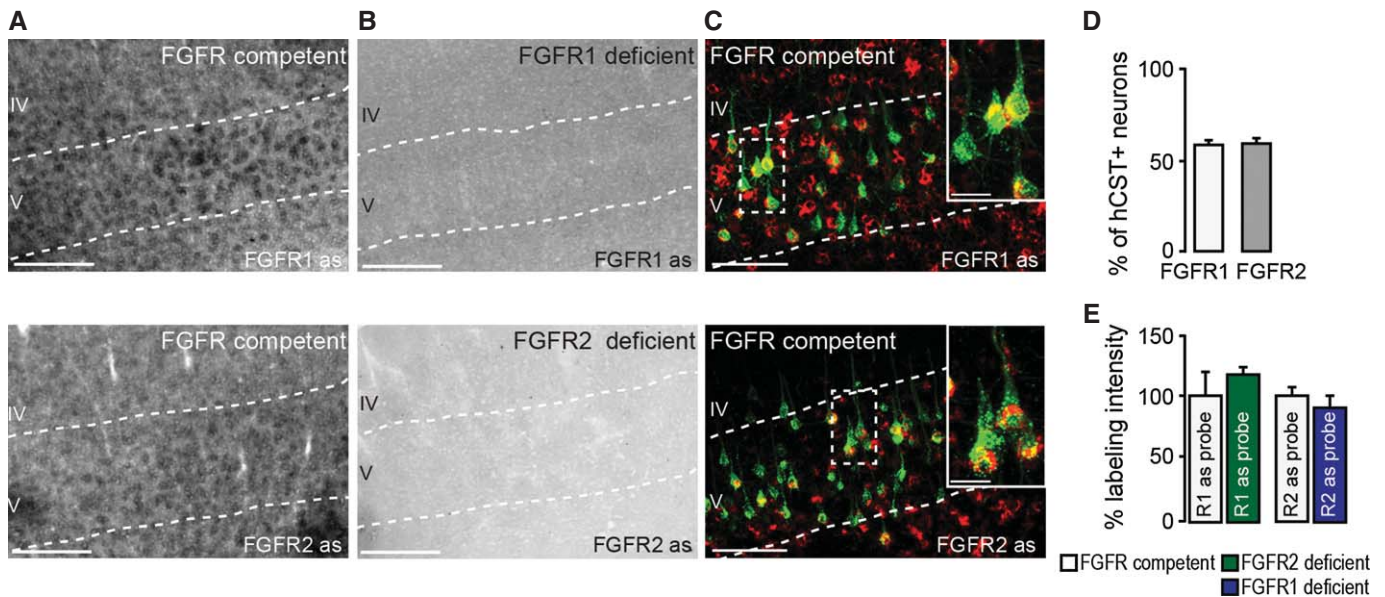 A
FGFR competent
IV
V
FGFR1 as
B
FGFR1 deficient
IV
V
FGFR1 as
C
FGFR competent
IV
V
FGFR1 as
D
% of hCST+ neurons
100
50
0
FGFR1 FGFR2
FGFR competent
IV
V
FGFR2 as
FGFR2 deficient
IV
V
FGFR2 as
FGFR competent
IV
V
FGFR2 as
E
% labeling intensity
150
100
50
0
R1 as probe
R1 as probe
R2 as probe
R2 as probe
FGFR competent
FGFR2 deficient
FGFR1 deficient